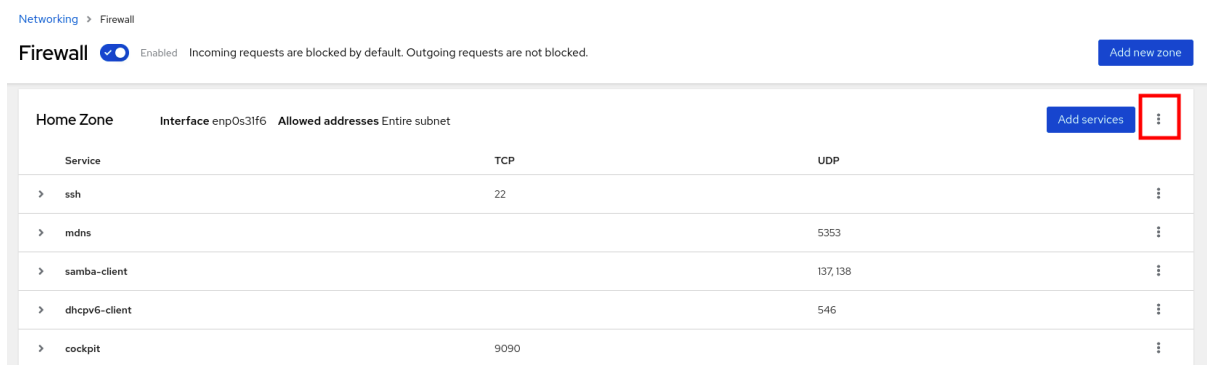 Networking > Firewall
Firewall Enabled Incoming requests are blocked by default. Outgoing requests are not blocked. Add new zone
Home Zone Interface enp0s31f6 Allowed addresses Entire subnet Add services
Service TCP UDP
ssh 22
mdns 5353
samba-client 137, 138
dhcpv6-client 546
cockpit 9090